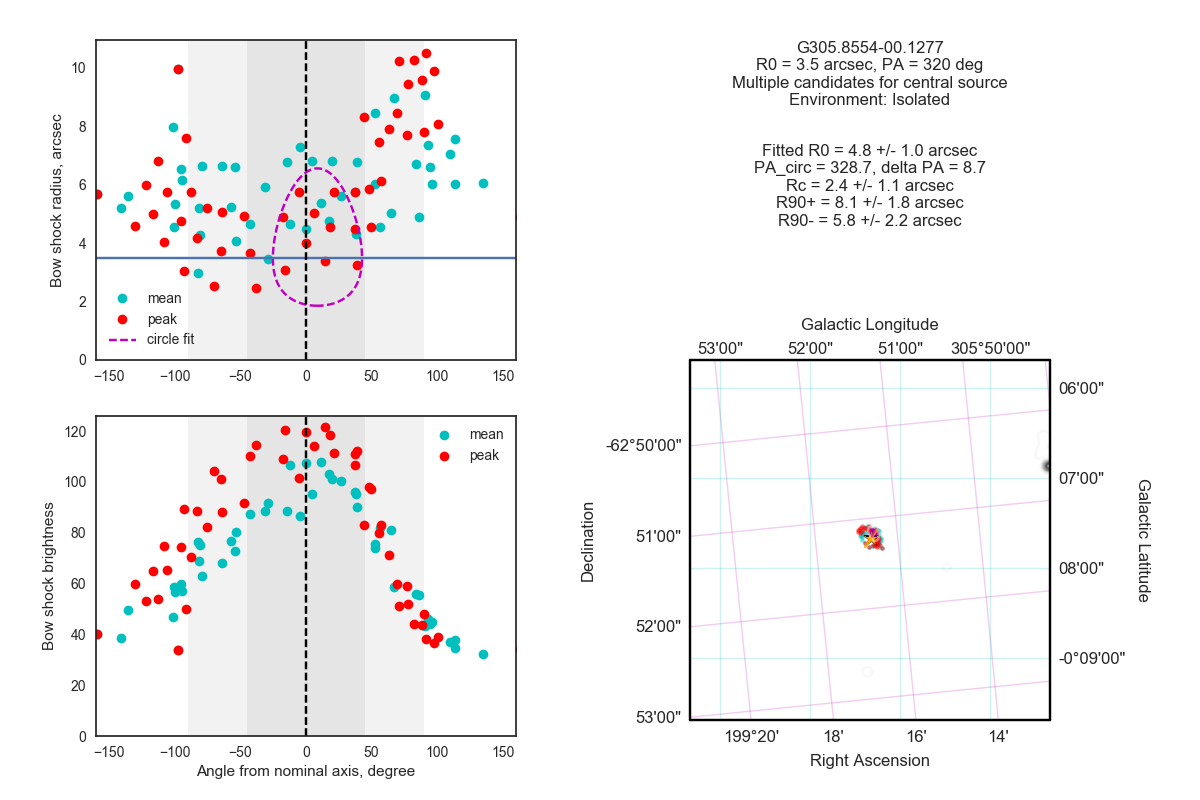 Bow shock radius, arcsec
10
8
6
4
2
0
mean
peak
circle fit
−150 −100 −50 0 50 100 150
G305.8554-00.1277
R0 = 3.5 arcsec, PA = 320 deg
Multiple candidates for central source
Environment: Isolated
Fitted R0 = 4.8 +/- 1.0 arcsec
PA_circ = 328.7, delta PA = 8.7
Rc = 2.4 +/- 1.1 arcsec
R90+ = 8.1 +/- 1.8 arcsec
R90- = 5.8 +/- 2.2 arcsec
Bow shock brightness
120
100
80
60
40
20
0
mean
peak
−150 −100 −50 0 50 100 150
Angle from nominal axis, degree
Galactic Longitude
53'00" 52'00" 51'00" 305°50'00"
Declination
-62°50'00"
51'00"
52'00"
53'00"
06'00"
07'00"
08'00"
-0°09'00"
Galactic Latitude
199°20' 18' 16' 14'
Right Ascension